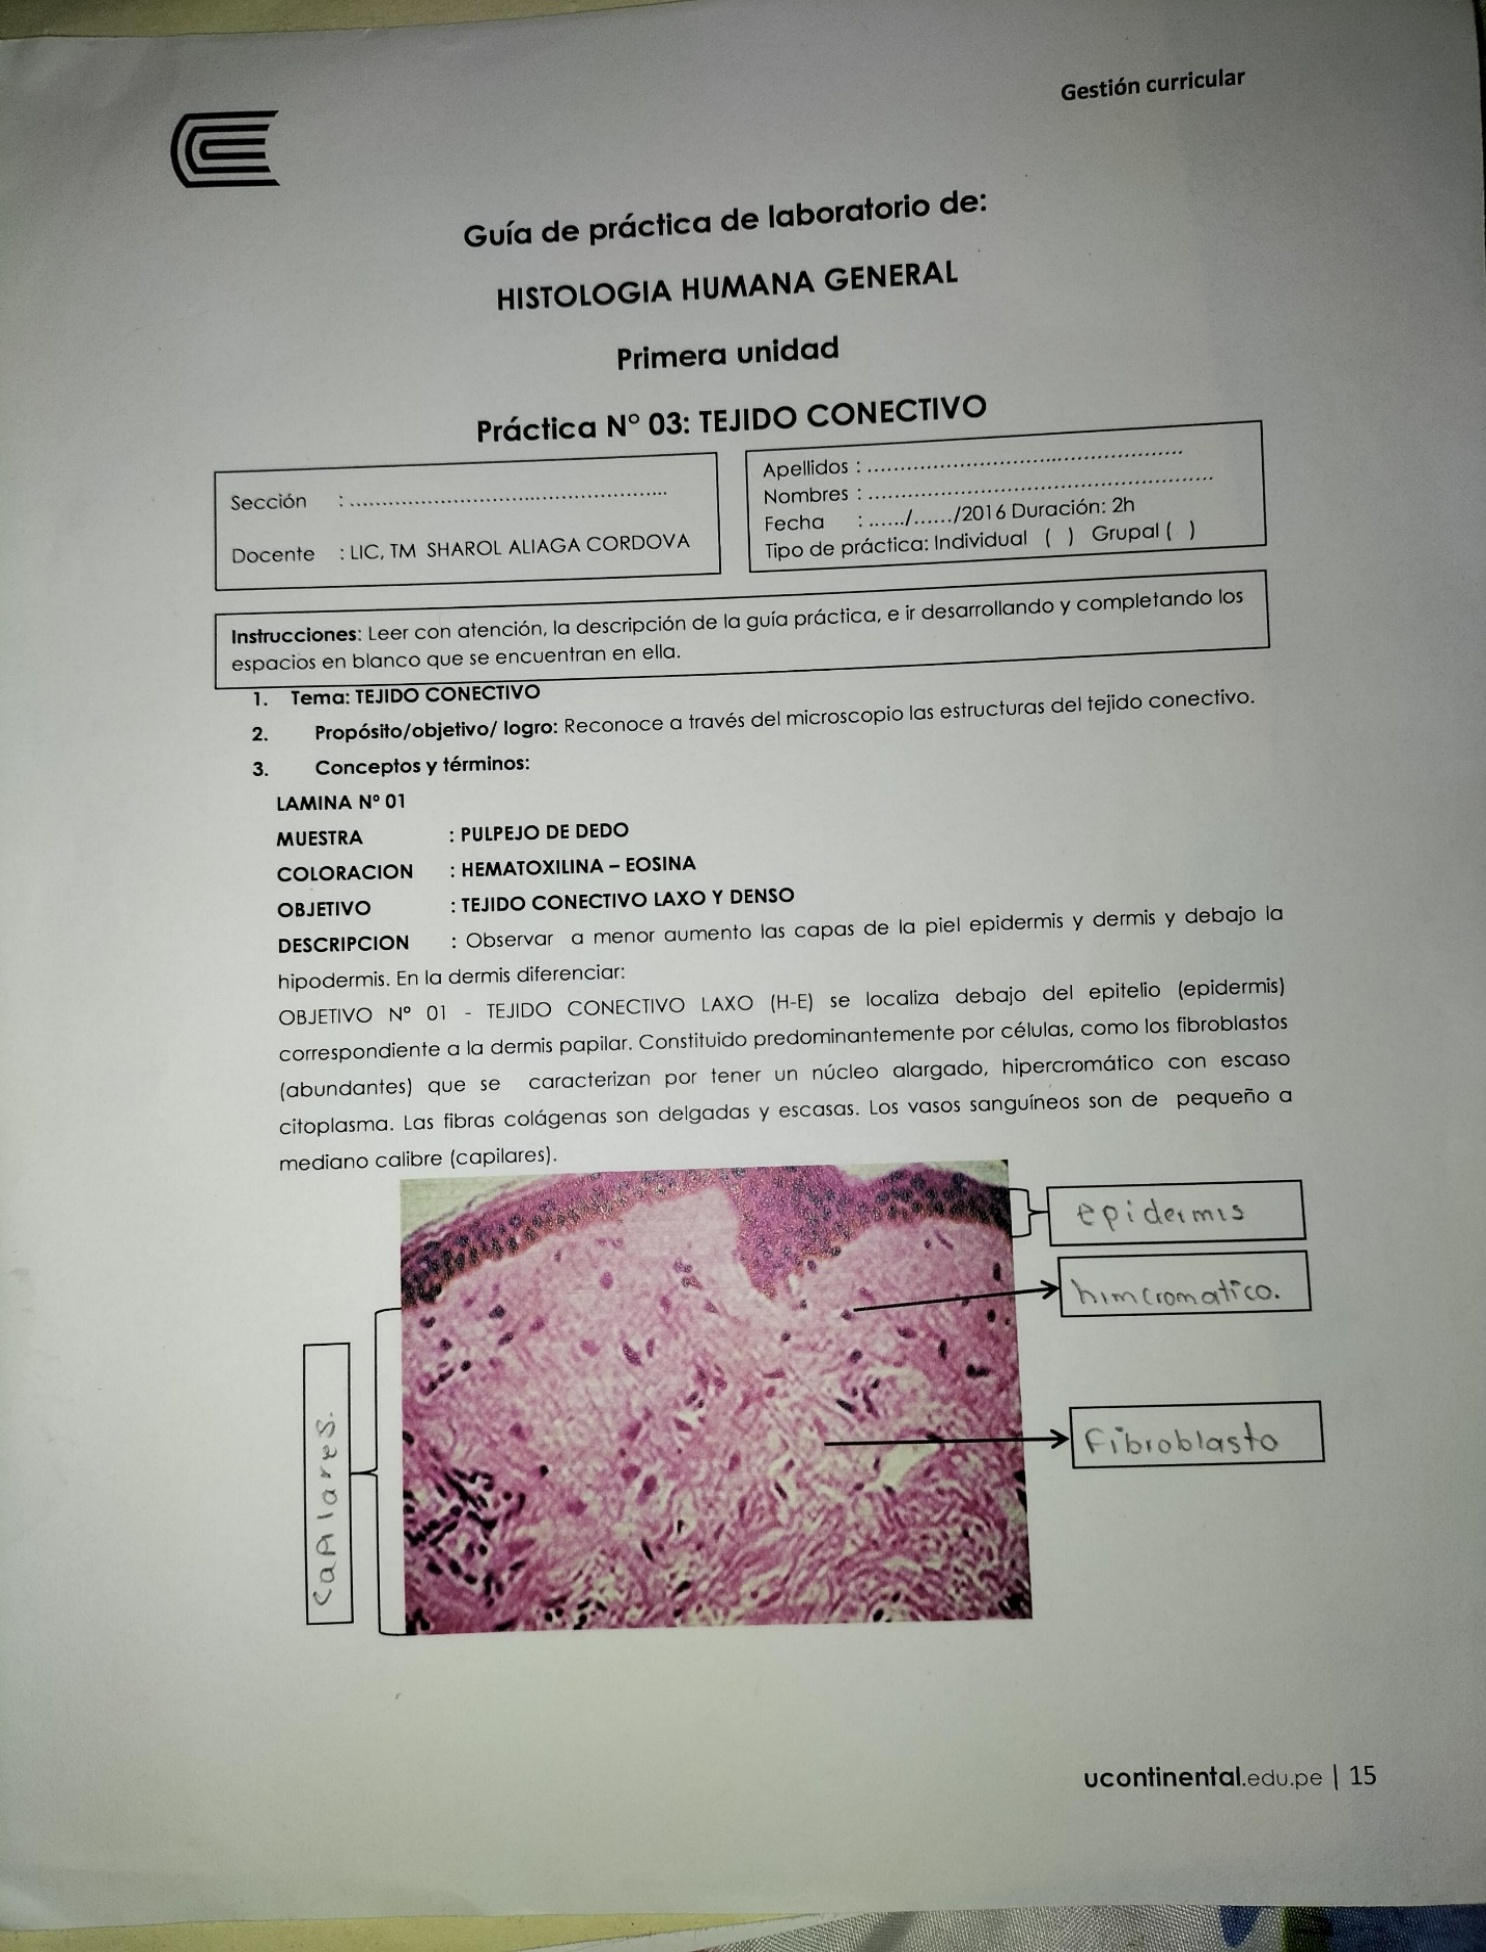 Gestión curricular
Guía de práctica de laboratorio de:
HISTOLOGIA HUMANA GENERAL
Primera unidad
Práctica N° 03: TEJIDO CONECTIVO
Sección : ....................................................
Docente : LIC, TM SHAROL ALIAGA CORDOVA
Apellidos : ....................................................
Nombres : ....................................................
Fecha : ....../....../2016 Duración: 2h
Tipo de práctica: Individual ( ) Grupal ( )
Instrucciones: Leer con atención, la descripción de la guía práctica, e ir desarrollando y completando los
espacios en blanco que se encuentran en ella.
1. Tema: TEJIDO CONECTIVO
2. Propósito/objetivo/ logro: Reconoce a través del microscopio las estructuras del tejido conectivo.
3. Conceptos y términos:
LAMINA Nº 01
MUESTRA : PULPEJO DE DEDO
COLORACION : HEMATOXILINA – EOSINA
OBJETIVO : TEJIDO CONECTIVO LAXO Y DENSO
DESCRIPCION : Observar a menor aumento las capas de la piel epidermis y dermis y debajo la
hipodermis. En la dermis diferenciar:
OBJETIVO Nº 01 - TEJIDO CONECTIVO LAXO (H-E) se localiza debajo del epitelio (epidermis)
correspondiente a la dermis papilar. Constituido predominantemente por células, como los fibroblastos
(abundantes) que se caracterizan por tener un núcleo alargado, hipercromático con escaso
citoplasma. Las fibras colágenas son delgadas y escasas. Los vasos sanguíneos son de pequeño a
mediano calibre (capilares).
epidermis
himcromatico.
Fibroblasto
Capilares.
ucontinental.edu.pe | 15